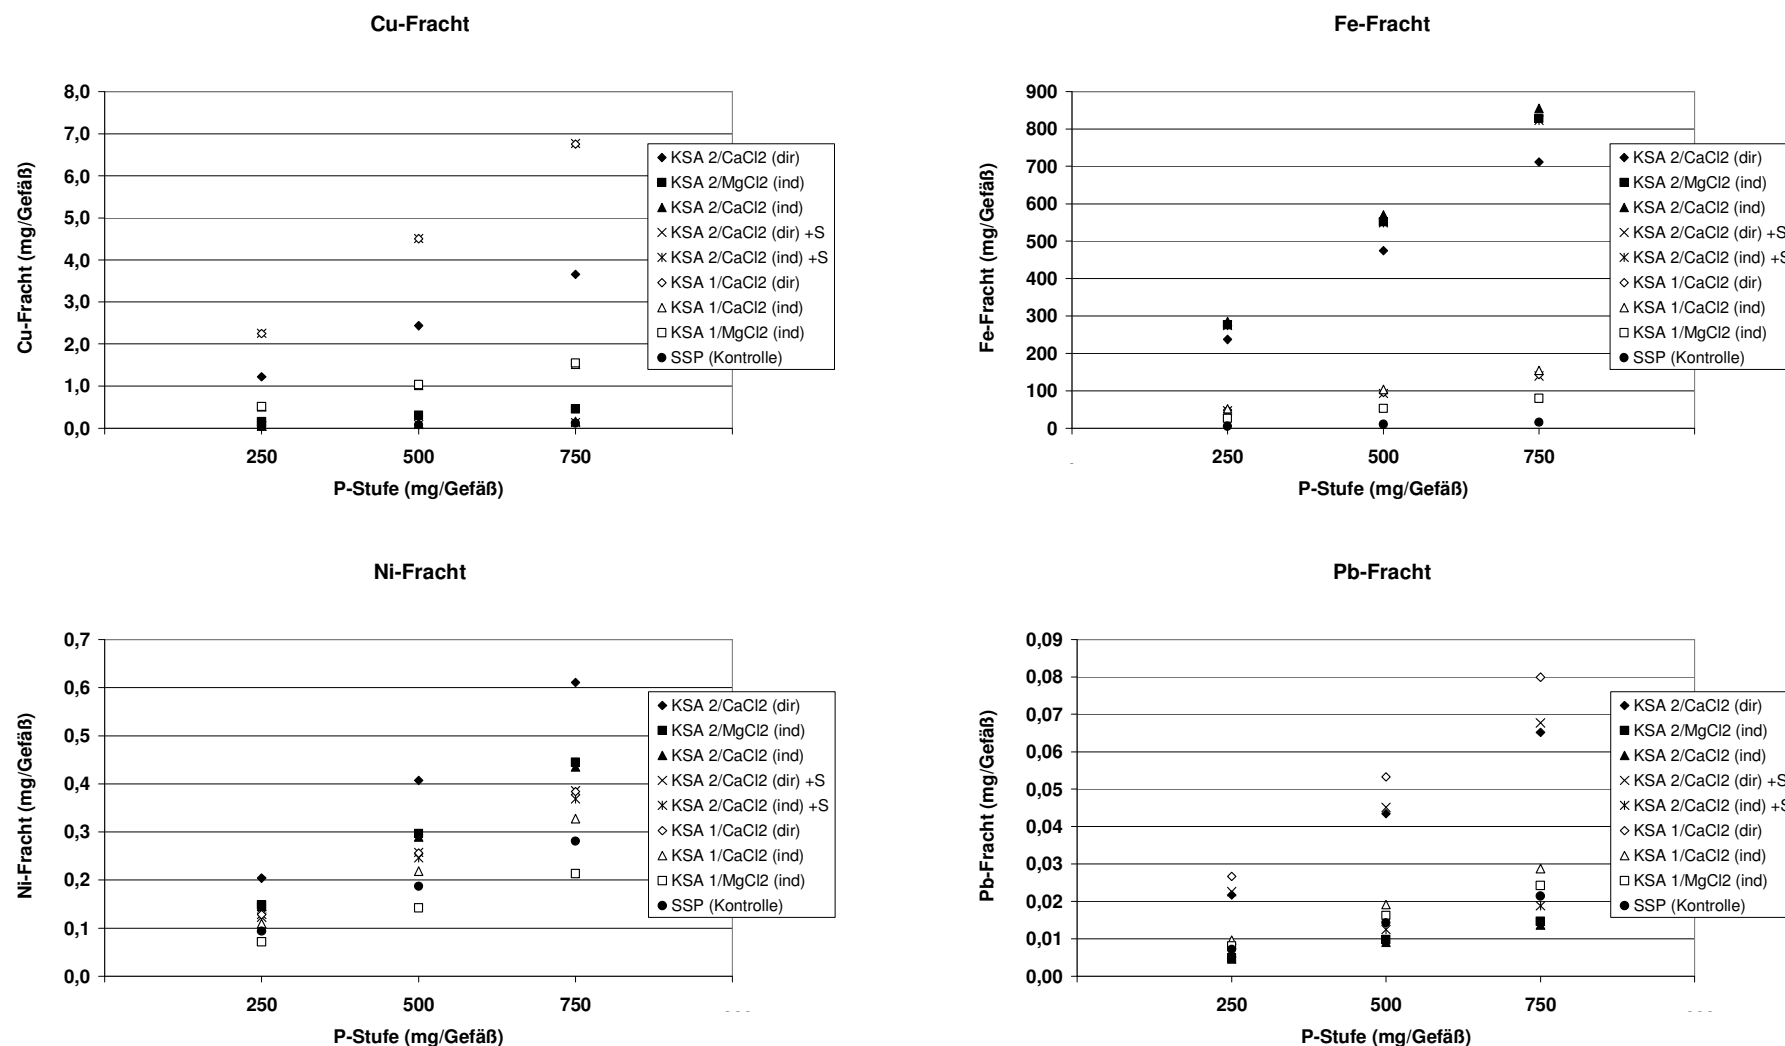 Cu-Fracht
8,0
7,0
6,0
5,0
4,0
3,0
2,0
1,0
0,0
250 500 750
Cu-Fracht (mg/Gefäß)
P-Stufe (mg/Gefäß)
KSA 2/CaCl2 (dir)
KSA 2/MgCl2 (ind)
KSA 2/CaCl2 (ind)
KSA 2/CaCl2 (dir) +S
KSA 2/CaCl2 (ind) +S
KSA 1/CaCl2 (dir)
KSA 1/CaCl2 (ind)
KSA 1/MgCl2 (ind)
SSP (Kontrolle)
Fe-Fracht
900
800
700
600
500
400
300
200
100
0
250 500 750
Fe-Fracht (mg/Gefäß)
P-Stufe (mg/Gefäß)
KSA 2/CaCl2 (dir)
KSA 2/MgCl2 (ind)
KSA 2/CaCl2 (ind)
KSA 2/CaCl2 (dir) +S
KSA 2/CaCl2 (ind) +S
KSA 1/CaCl2 (dir)
KSA 1/CaCl2 (ind)
KSA 1/MgCl2 (ind)
SSP (Kontrolle)
Ni-Fracht
0,7
0,6
0,5
0,4
0,3
0,2
0,1
0,0
250 500 750
Ni-Fracht (mg/Gefäß)
P-Stufe (mg/Gefäß)
KSA 2/CaCl2 (dir)
KSA 2/MgCl2 (ind)
KSA 2/CaCl2 (ind)
KSA 2/CaCl2 (dir) +S
KSA 2/CaCl2 (ind) +S
KSA 1/CaCl2 (dir)
KSA 1/CaCl2 (ind)
KSA 1/MgCl2 (ind)
SSP (Kontrolle)
Pb-Fracht
0,09
0,08
0,07
0,06
0,05
0,04
0,03
0,02
0,01
0,00
250 500 750
Pb-Fracht (mg/Gefäß)
P-Stufe (mg/Gefäß)
KSA 2/CaCl2 (dir)
KSA 2/MgCl2 (ind)
KSA 2/CaCl2 (ind)
KSA 2/CaCl2 (dir) +S
KSA 2/CaCl2 (ind) +S
KSA 1/CaCl2 (dir)
KSA 1/CaCl2 (ind)
KSA 1/MgCl2 (ind)
SSP (Kontrolle)